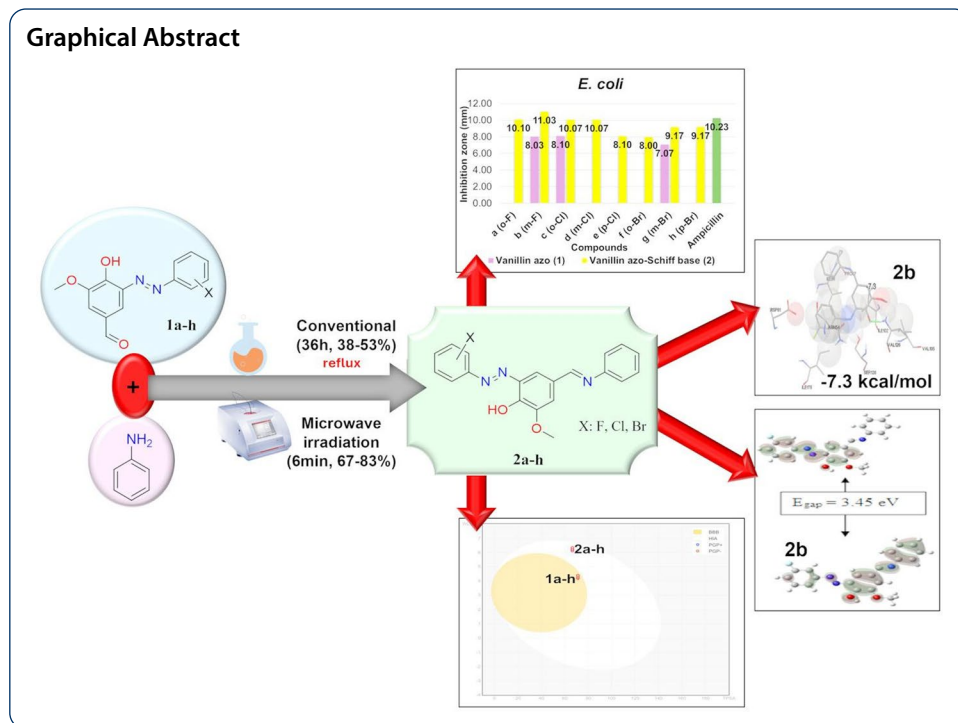 Graphical Abstract
E. coli
Inhibition zone (mm)
12.00
10.00
8.00
6.00
4.00
2.00
0.00
10.10
8.03
11.03
8.10
10.07
10.07
8.10
8.00
7.07
9.17
9.17
10.23
a (o-F)
b (m-F)
c (o-Cl)
d (m-Cl)
e (p-Cl)
f (o-Br)
g (m-Br)
h (p-Br)
Ampicillin
Compounds
Vanillin azo (1) Vanillin azo-Schiff base (2)
OH
O
N
N
X
O
1a-h
+
NH2
Conventional
(36h, 38-53%)
reflux
Microwave
irradiation
(6min, 67-83%)
X
N
N
N
HO
O
X: F, Cl, Br
2a-h
2b
-7.3 kcal/mol
Egap = 3.45 eV
2b
BBB
HIA
PGP+
PGP-
2a-h
1a-h